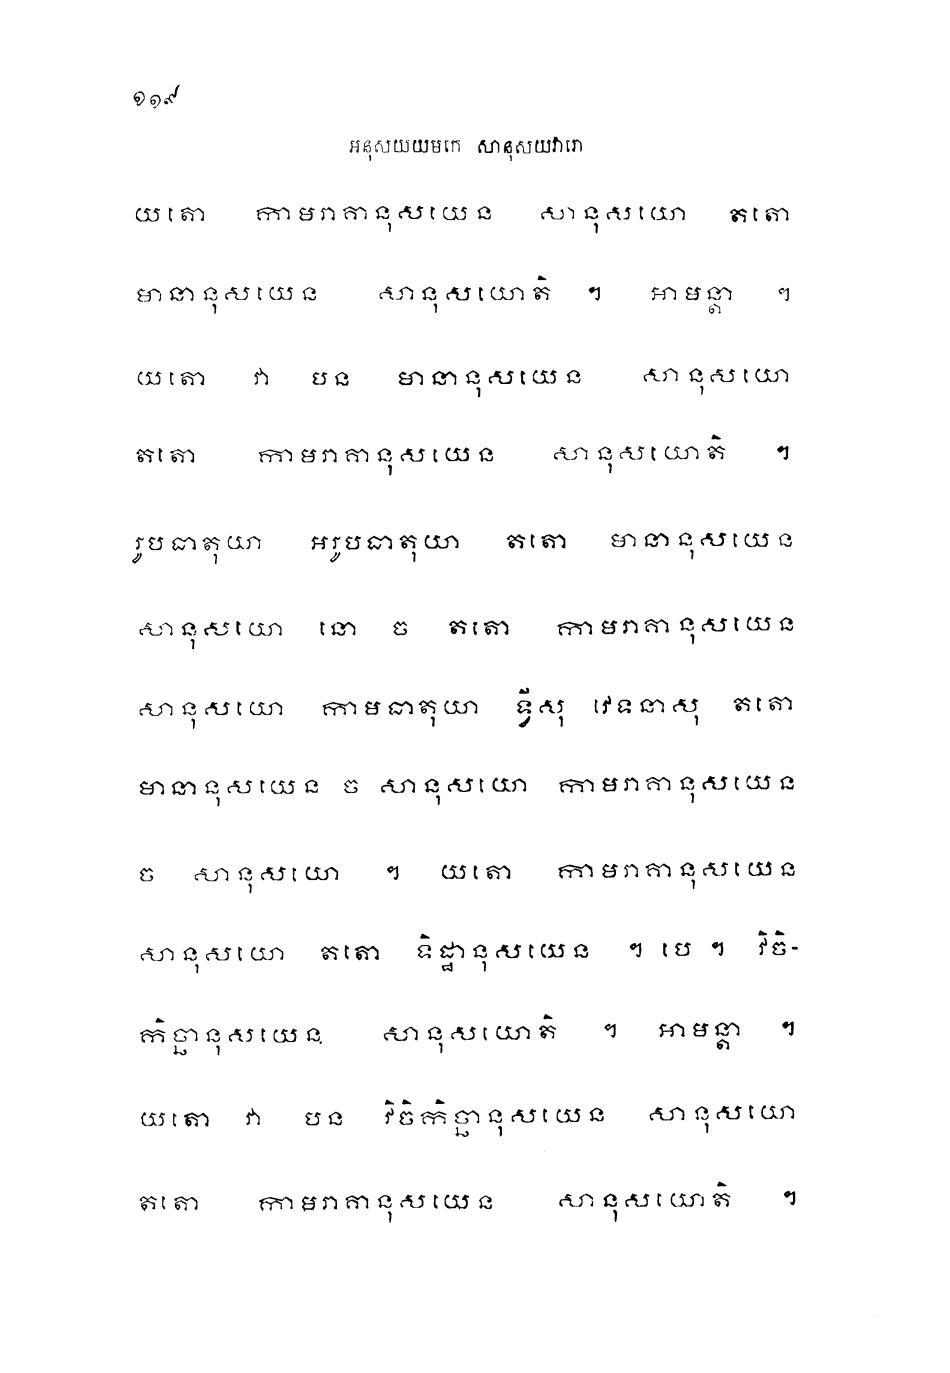 ១១៩
អនុសយយមកេ សានុសយវារោ
យតោ កាមរាគានុសយេន សានុសយោ តតោ
មានានុសយេន សានុសយោតិ ។ អាមន្តា ។
យតោ វា បន មានានុសយេន សានុសយោ
តតោ កាមរាគានុសយេន សានុសយោតិ ។
រូបធាតុយា អរូបធាតុយា តតោ មានានុសយេន
សានុសយោ នោ ច តតោ កាមរាគានុសយេន
សានុសយោ កាមធាតុយា ទ្វីសុ វេទនាសុ តតោ
មានានុសយេន ច សានុសយោ កាមរាគានុសយេន
ច សានុសយោ ។ យតោ កាមរាគានុសយេន
សានុសយោ តតោ ទិដ្ឋានុសយេន ។ បេ ។ វិចិ-
កិច្ឆានុសយេន សានុសយោតិ ។ អាមន្តា ។
យតោ វា បន វិចិកិច្ឆានុសយេន សានុសយោ
តតោ កាមរាគានុសយេន សានុសយោតិ ។